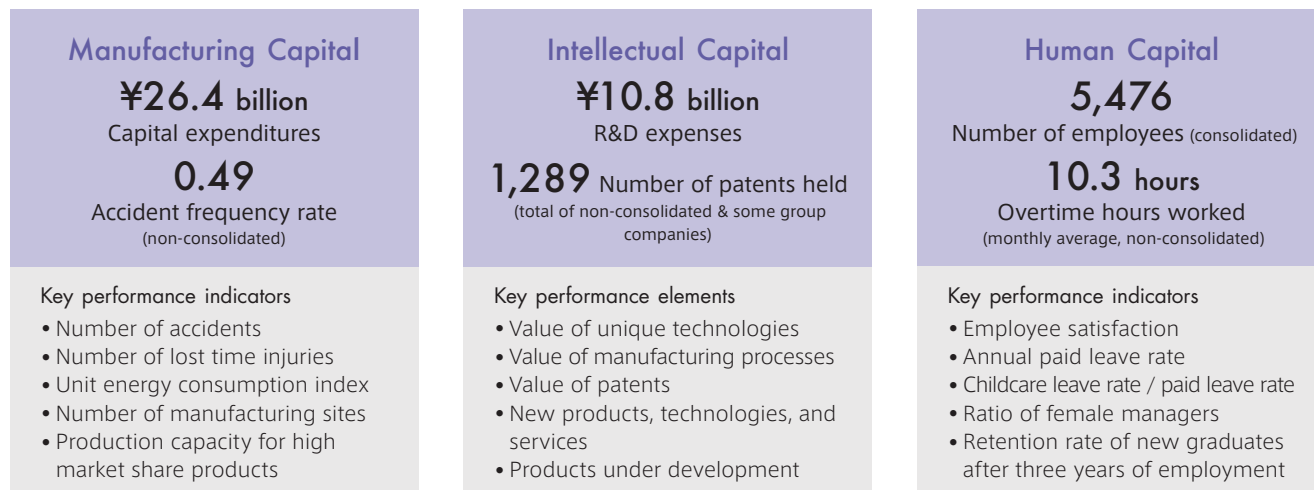 Manufacturing Capital
¥26.4 billion
Capital expenditures
0.49
Accident frequency rate
(non-consolidated)
Key performance indicators
• Number of accidents
• Number of lost time injuries
• Unit energy consumption index
• Number of manufacturing sites
• Production capacity for high
market share products
Intellectual Capital
¥10.8 billion
R&D expenses
1,289 Number of patents held
(total of non-consolidated & some group
companies)
Key performance elements
• Value of unique technologies
• Value of manufacturing processes
• Value of patents
• New products, technologies, and
services
• Products under development
Human Capital
5,476
Number of employees (consolidated)
10.3 hours
Overtime hours worked
(monthly average, non-consolidated)
Key performance indicators
• Employee satisfaction
• Annual paid leave rate
• Childcare leave rate / paid leave rate
• Ratio of female managers
• Retention rate of new graduates
after three years of employment